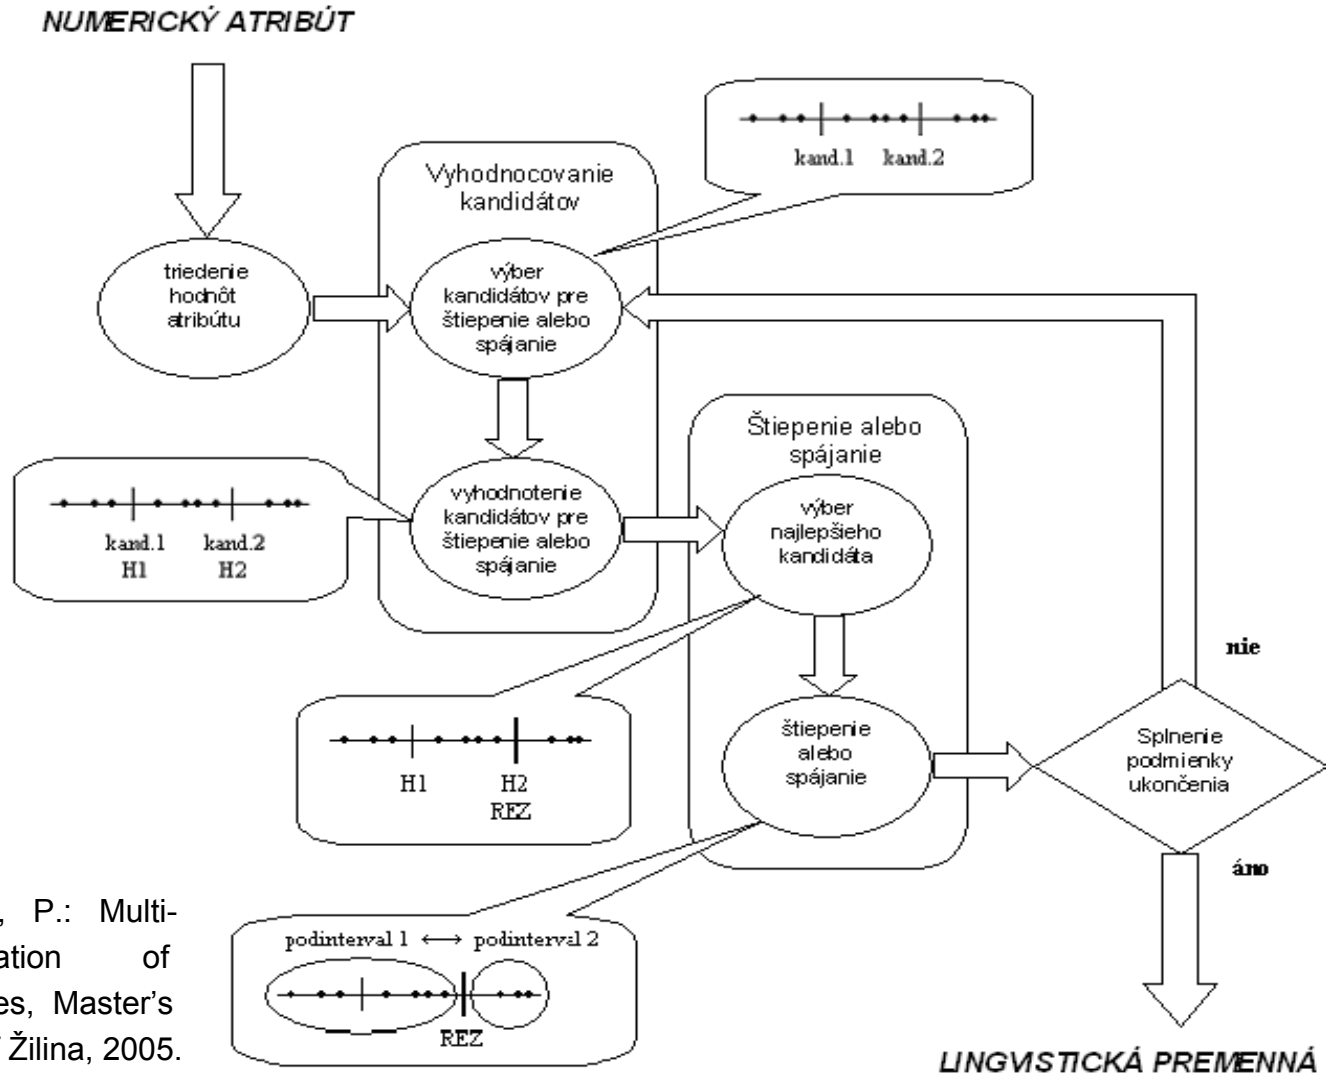 NUMERICKÝ ATRIBÚT
kand.1 kand.2
Vyhodnocovanie
kandidátov
triedenie
hodnôt
atribútu
výber
kandidátov pre
štiepenie alebo
spájanie
Štiepenie alebo
spájanie
kand.1 kand.2
H1 H2
vyhodnotenie
kandidátov pre
štiepenie alebo
spájanie
výber
najlepšieho
kandidáta
nie
H1 H2
REZ
štiepenie
alebo
spájanie
Splnenie
podmienky
ukončenia
áno
, P.: Multi-
ation of
es, Master's
Žilina, 2005.
podinterval 1 ↔ podinterval 2
REZ
LINGVISTICKÁ PREMENNÁ